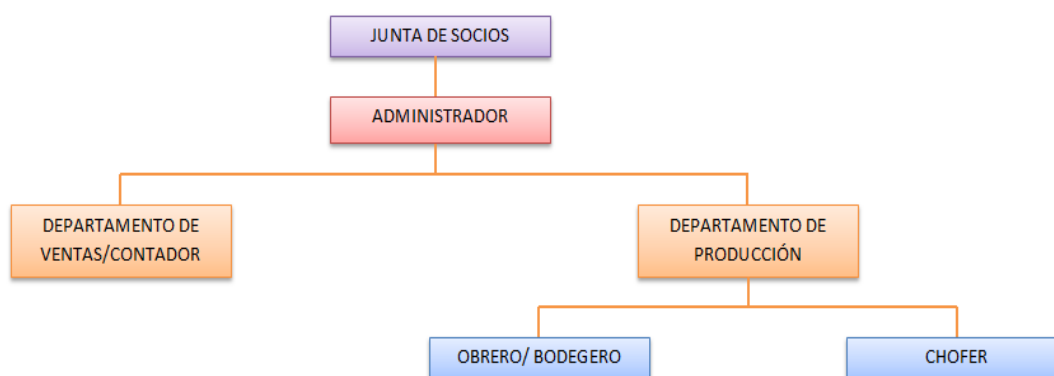 JUNTA DE SOCIOS
ADMINISTRADOR
DEPARTAMENTO DE
VENTAS/CONTADOR
DEPARTAMENTO DE
PRODUCCIÓN
OBRERO/ BODEGERO
CHOFER